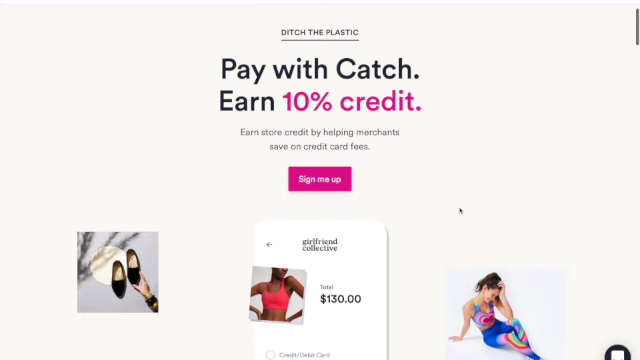 DITCH THE PLASTIC
Pay with Catch.
Earn 10% credit.
Earn store credit by helping merchants
save on credit card fees.
Sign me up
girlfriend
collective
Total
$130.00
Credit/Debit Card